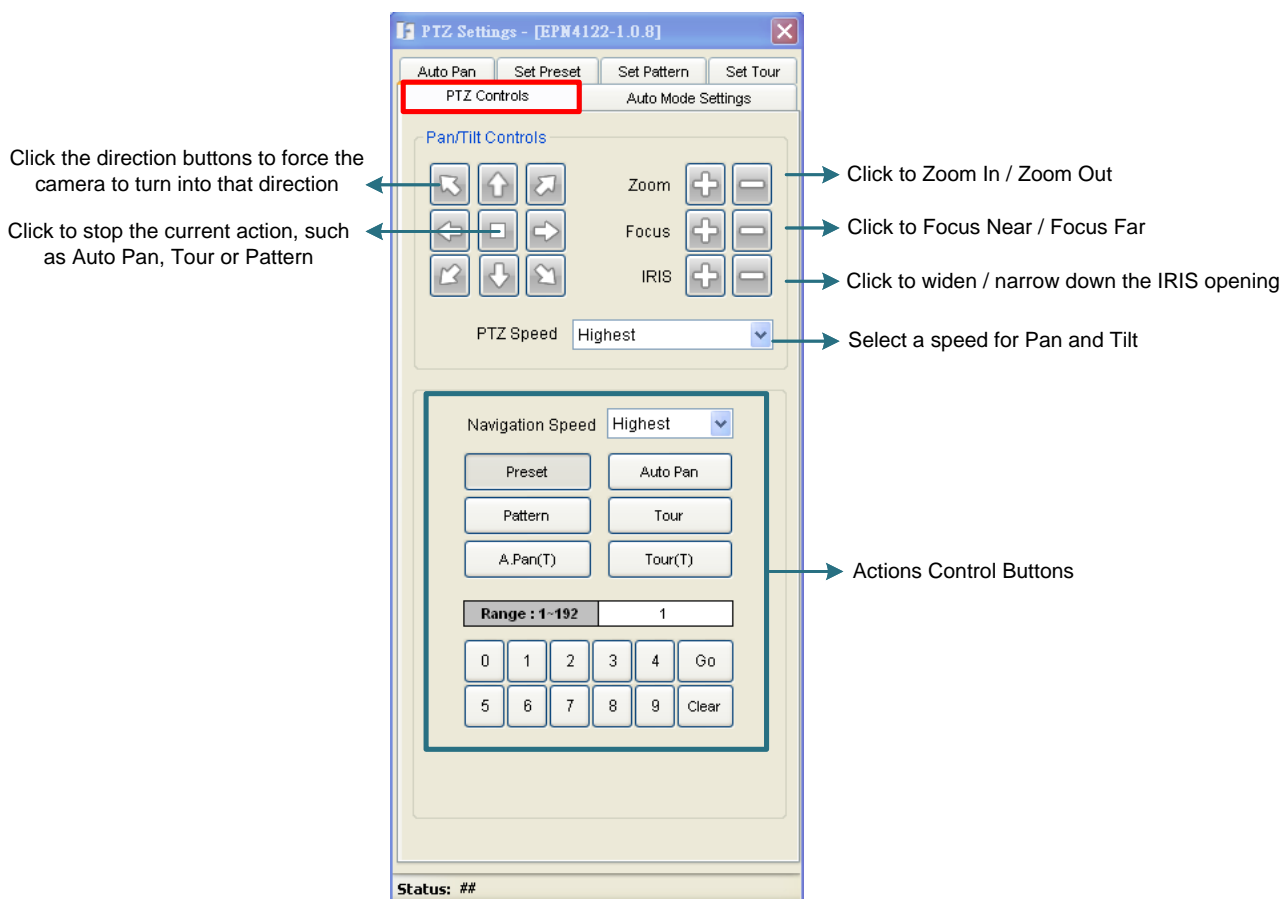 PTZ Settings - [EPN4122-1.0.8]
Auto Pan
Set Preset
Set Pattern
Set Tour
PTZ Controls
Auto Mode Settings
Pan/Tilt Controls
Click the direction buttons to force the
camera to turn into that direction
Click to stop the current action, such
as Auto Pan, Tour or Pattern
Zoom
Click to Zoom In / Zoom Out
Focus
Click to Focus Near / Focus Far
IRIS
Click to widen / narrow down the IRIS opening
PTZ Speed
Highest
Select a speed for Pan and Tilt
Navigation Speed
Highest
Preset
Auto Pan
Pattern
Tour
A.Pan(T)
Tour(T)
Actions Control Buttons
Range : 1~192
1
0 1 2 3 4 Go
5 6 7 8 9 Clear
Status: ##